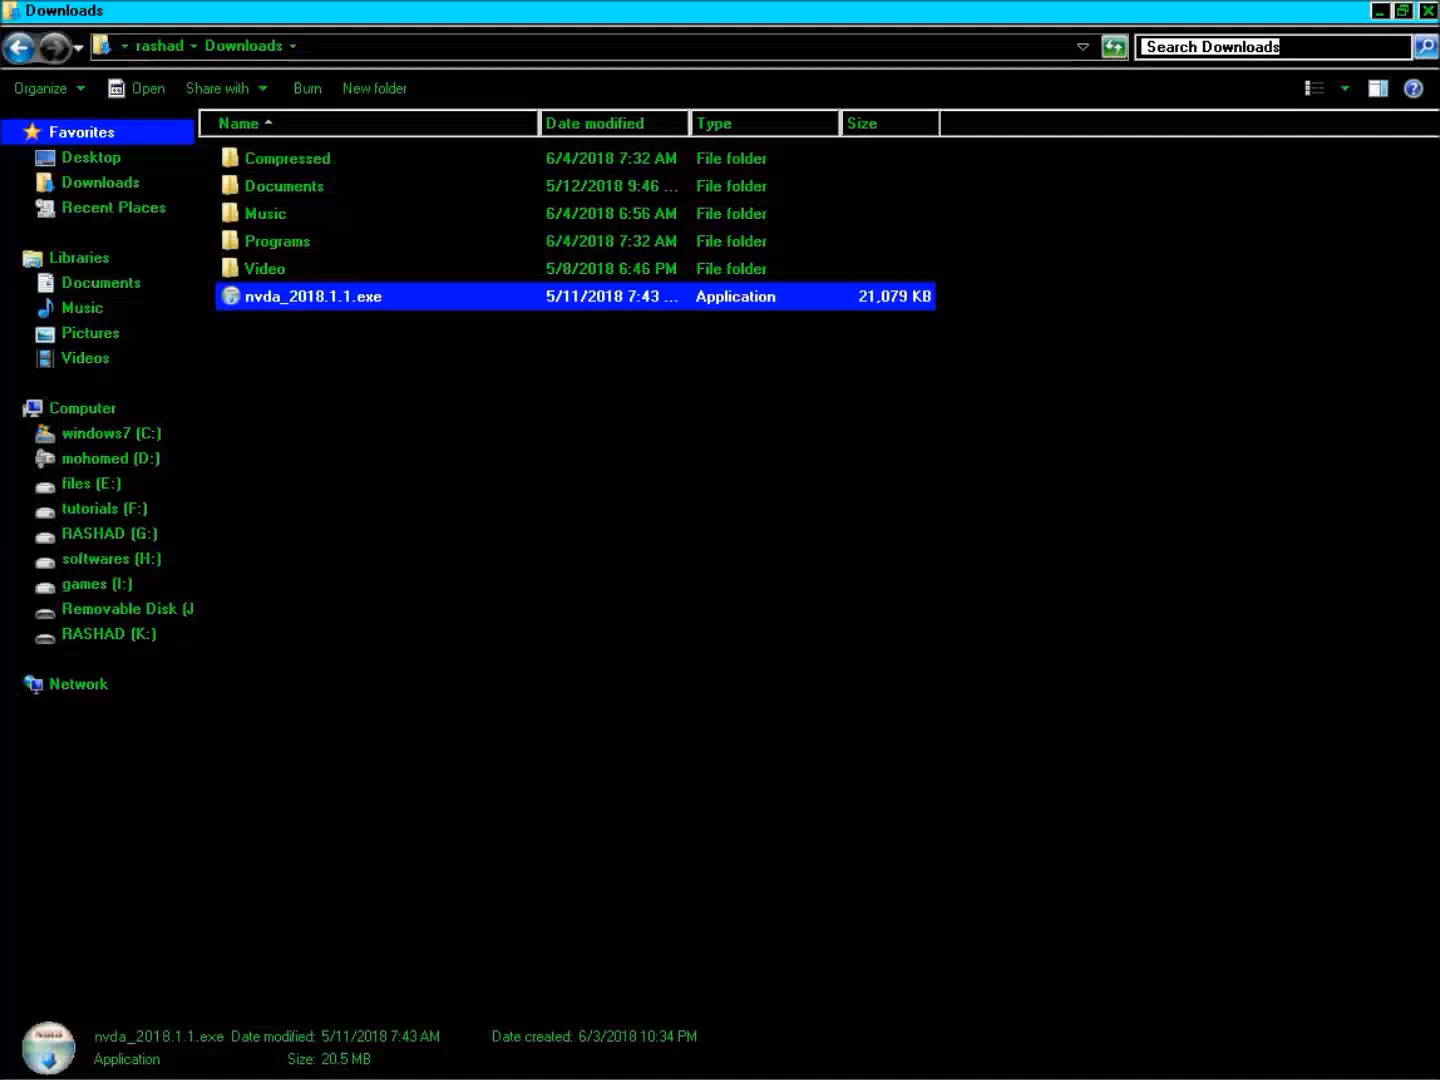 Downloads
rashad Downloads Search Downloads
Organize Open Share with Burn New folder
Name Date modified Type Size
Favorites
Desktop
Downloads
Recent Places
Libraries
Documents
Music
Pictures
Videos
Computer
windows7 (C:)
mohomed (D:)
files (E:)
tutorials (F:)
RASHAD (G:)
softwares (H:)
games (I:)
Removable Disk (J
RASHAD (K:)
Network
Compressed 6/4/2018 7:32 AM File folder
Documents 5/12/2018 9:46 ... File folder
Music 6/4/2018 6:56 AM File folder
Programs 6/4/2018 7:32 AM File folder
Video 5/8/2018 6:46 PM File folder
nvda_2018.1.1.exe 5/11/2018 7:43 ... Application 21,079 KB
nvda_2018.1.1.exe Date modified: 5/11/2018 7:43 AM Date created: 6/3/2018 10:34 PM
Application Size: 20.5 MB